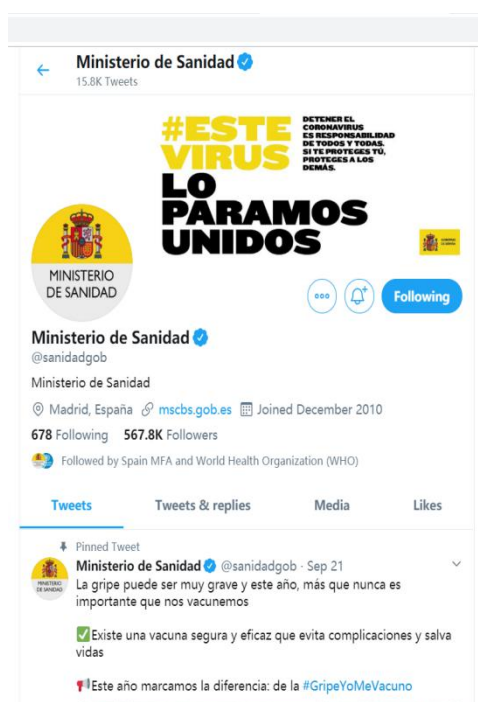 Ministerio de Sanidad
15.8K Tweets
#ESTE
VIRUS
LO
PARAMOS
UNIDOS
DETENER EL
CORONAVIRUS
ES RESPONSABILIDAD
DE TODOS Y TODAS.
SI TE PROTEGES TÚ,
PROTEGES A LOS
DEMÁS.
MINISTERIO
DE SANIDAD
Following
Ministerio de Sanidad
@sanidadgob
Ministerio de Sanidad
Madrid, España mscbs.gob.es Joined December 2010
678 Following 567.8K Followers
Followed by Spain MFA and World Health Organization (WHO)
Tweets Tweets & replies Media Likes
Pinned Tweet
Ministerio de Sanidad @sanidadgob · Sep 21
La gripe puede ser muy grave y este año, más que nunca es
importante que nos vacunemos
✅Existe una vacuna segura y eficaz que evita complicaciones y salva
vidas
📢Este año marcamos la diferencia: de la #GripeYoMeVacuno
MINISTERIO
DE SANIDAD